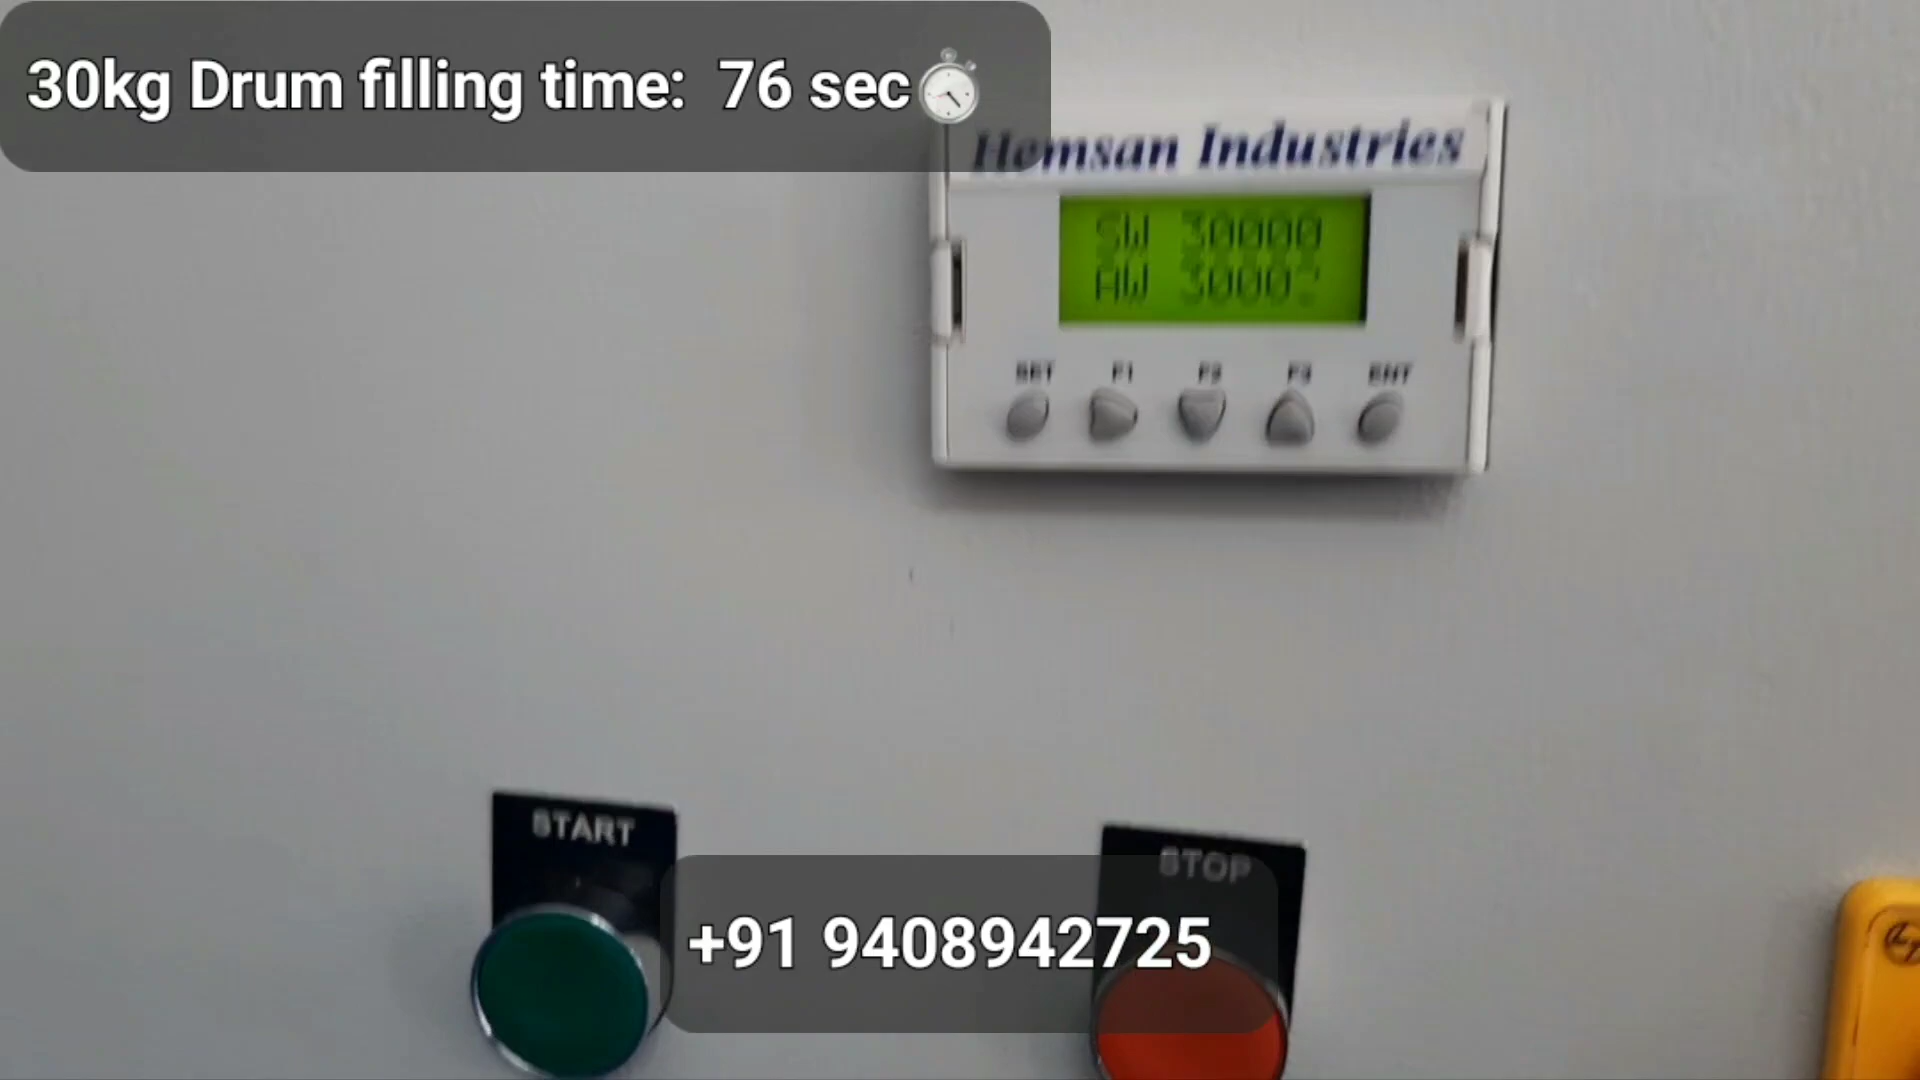 30kg Drum filling time: 76 sec
Hemsan Industries
SW 30000
AW
SET F1 F2 F3 ENT
START
STOP
+91 9408942725